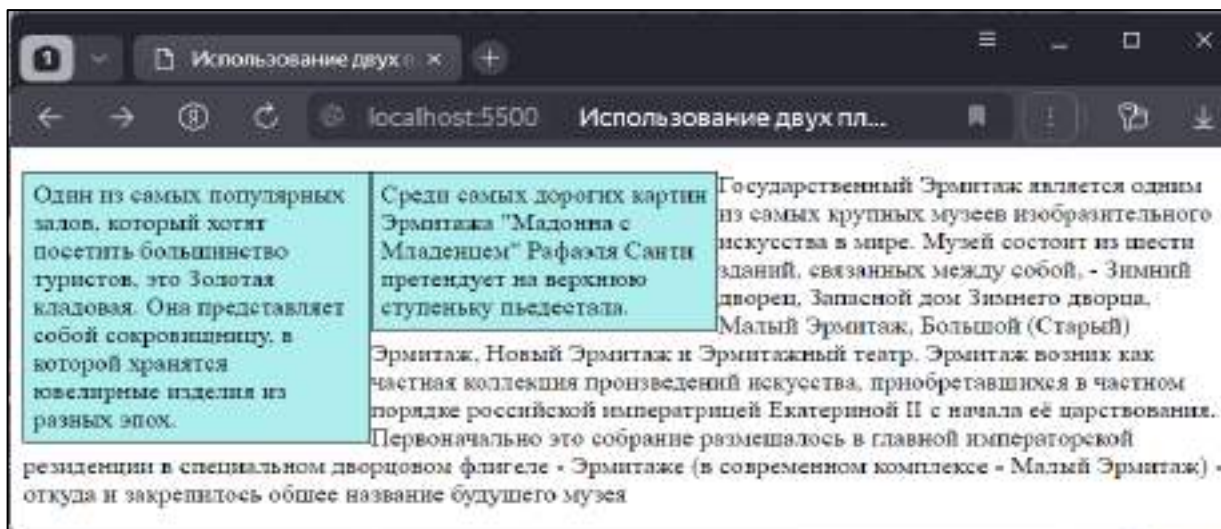 1
Использование двух
localhost:5500 Использование двух пл...
Один из самых популярных
залов, который хотят
посетить большинство
туристов, это Золотая
кладовая. Она представляет
собой сокровищницу, в
которой хранятся
ювелирные изделия из
разных эпох.
Среди самых дорогих картин
Эрмитажа "Мадонна с
Младенцем" Рафаэля Санти
претендует на верхнюю
ступеньку пьедестала.
Государственный Эрмитаж является одним
из самых крупных музеев изобразительного
искусства в мире. Музей состоит из шести
зданий, связанных между собой, - Зимний
дворец, Запасной дом Зимнего дворца,
Малый Эрмитаж, Большой (Старый)
Эрмитаж, Новый Эрмитаж и Эрмитажный театр. Эрмитаж возник как
частная коллекция произведений искусства, приобретавшихся в частном
порядке российской императрицей Екатериной II с начала её царствования.
Первоначально это собрание размещалось в главной императорской
резиденции в специальном дворцовом флигеле - Эрмитаже (в современном комплексе - Малый Эрмитаж) -
откуда и закрепилось общее название будущего музея